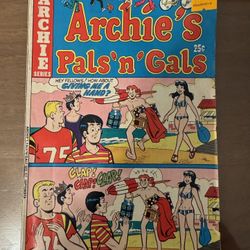 ARCHIE
SERIES
Archie's
Pals 'n' Gals
25¢
HEY FELLOWS! HOW ABOUT
GIVING ME A
HAND?
75
CLAP! CLAP!
CLAP!